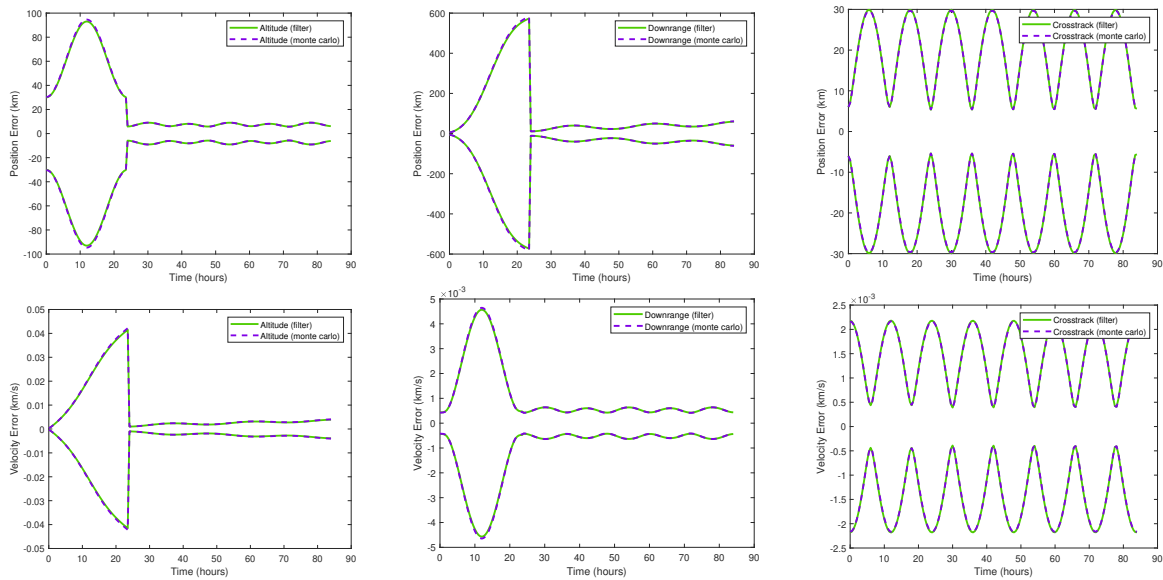 100
80
60
40
20
0
-20
-40
-60
-80
-100
Position Error (km)
0 10 20 30 40 50 60 70 80 90
Time (hours)
Altitude (filter)
Altitude (monte carlo)
600
400
200
0
-200
-400
-600
Position Error (km)
0 10 20 30 40 50 60 70 80 90
Time (hours)
Downrange (filter)
Downrange (monte carlo)
30
20
10
0
-10
-20
-30
Position Error (km)
0 10 20 30 40 50 60 70 80 90
Time (hours)
Crosstrack (filter)
Crosstrack (monte carlo)
0.05
0.04
0.03
0.02
0.01
0
-0.01
-0.02
-0.03
-0.04
-0.05
Velocity Error (km/s)
0 10 20 30 40 50 60 70 80 90
Time (hours)
Altitude (filter)
Altitude (monte carlo)
×10⁻³
5
4
3
2
1
0
-1
-2
-3
-4
-5
Velocity Error (km/s)
0 10 20 30 40 50 60 70 80 90
Time (hours)
Downrange (filter)
Downrange (monte carlo)
×10⁻³
2.5
2
1.5
1
0.5
0
-0.5
-1
-1.5
-2
-2.5
Velocity Error (km/s)
0 10 20 30 40 50 60 70 80 90
Time (hours)
Crosstrack (filter)
Crosstrack (monte carlo)